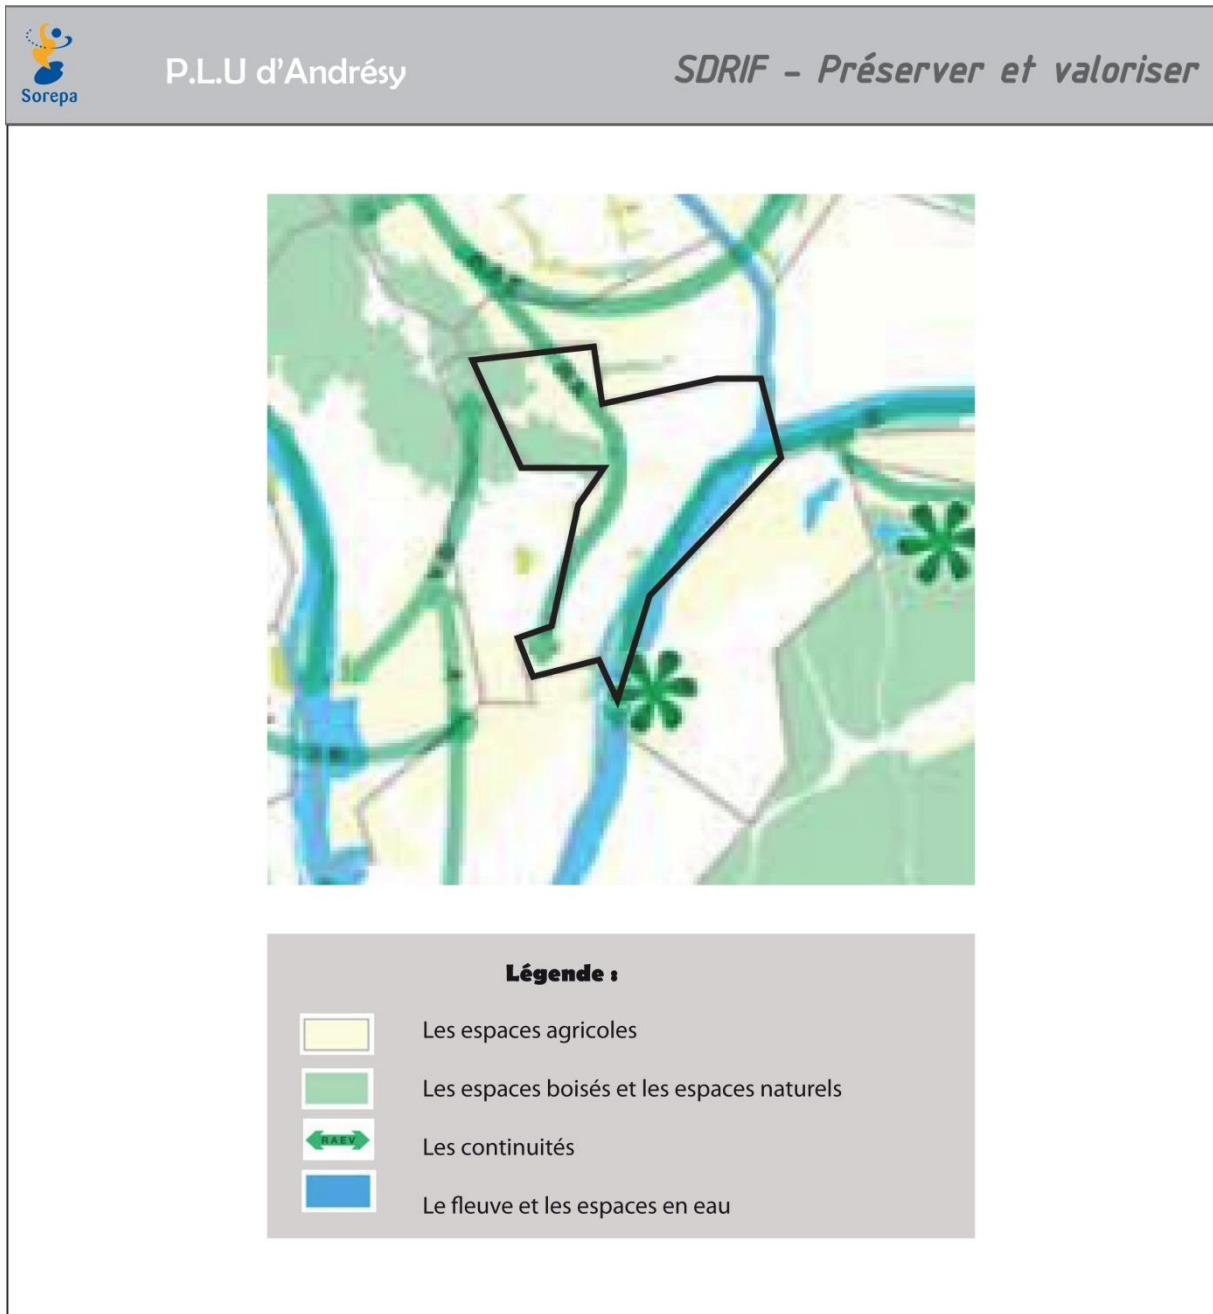 Sorepa
P.L.U d'Andrésy
SDRIF - Préserver et valoriser
Légende :
Les espaces agricoles
Les espaces boisés et les espaces naturels
RAEV
Les continuités
Le fleuve et les espaces en eau